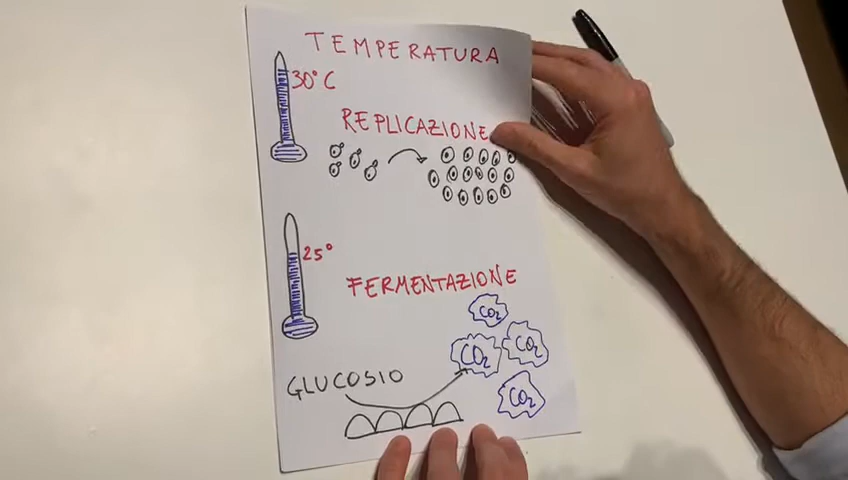 TEMPERATURA
30°C
REPLICAZIONE
25°
FERMENTAZIONE
CO2
CO2
CO2
GLUCOSIO
CO2